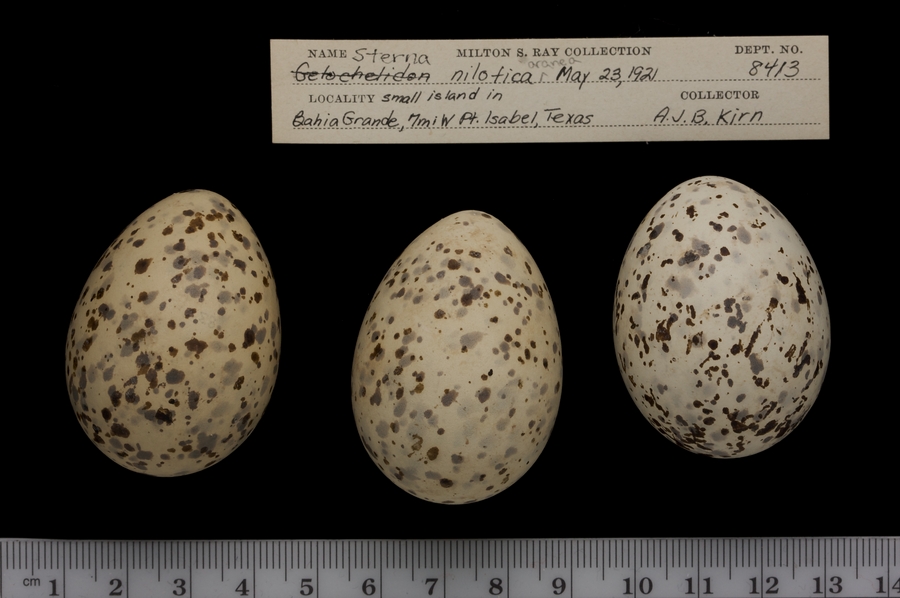 NAME Sterna MILTON S. RAY COLLECTION DEPT. NO.
Gelochelidon nilotica aranea May 23, 1921 8413
LOCALITY small island in COLLECTOR
Bahia Grande, 7mi W Pt. Isabel, Texas A.J.B. Kirn
cm 1 2 3 4 5 6 7 8 9 10 11 12 13 14